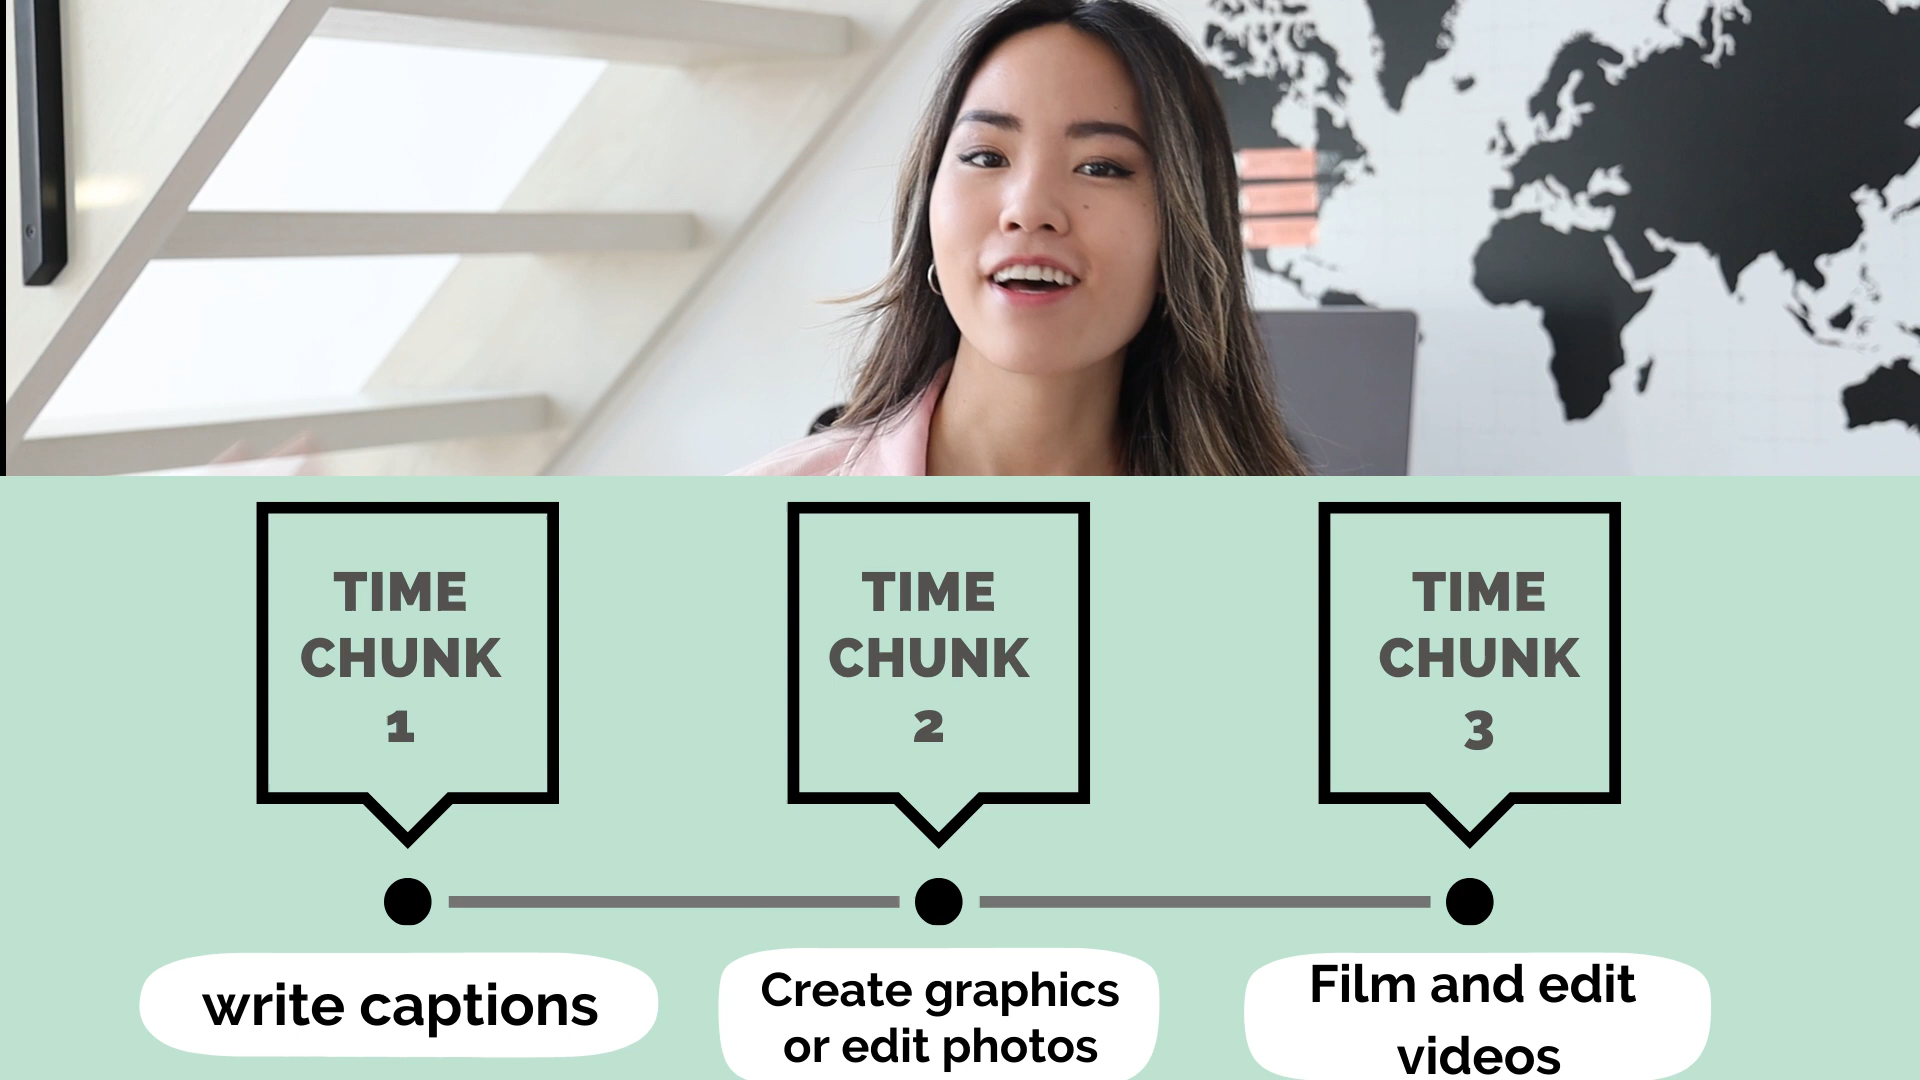 TIME
CHUNK
1
TIME
CHUNK
2
TIME
CHUNK
3
write captions
Create graphics
or edit photos
Film and edit
videos